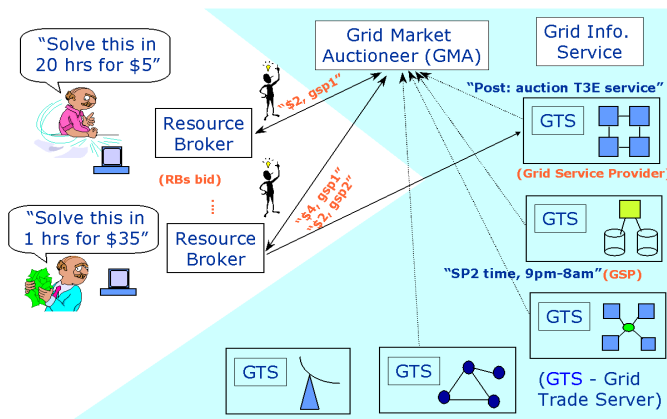 “Solve this in
20 hrs for $5”
Grid Market
Auctioneer (GMA)
Grid Info.
Service
“Post: auction T3E service”
“$2, gsp1”
Resource
Broker
GTS
(Grid Service Provider)
(RBs bid)
....
“$4, gsp1”
“$2, gsp2”
“Solve this in
1 hrs for $35”
Resource
Broker
GTS
“SP2 time, 9pm-8am”
(GSP)
GTS
GTS
GTS
(GTS - Grid
Trade Server)